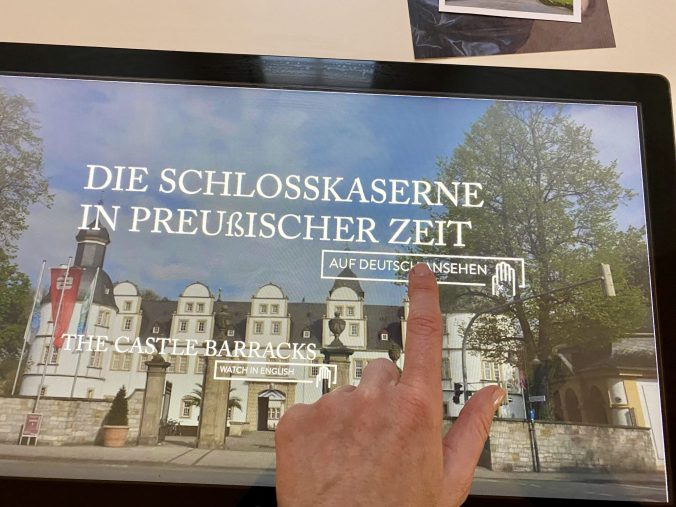 DIE SCHLOSSKASERNE
IN PREUßISCHER ZEIT
AUF DEUTSCH ANSEHEN
THE CASTLE BARRACKS
WATCH IN ENGLISH